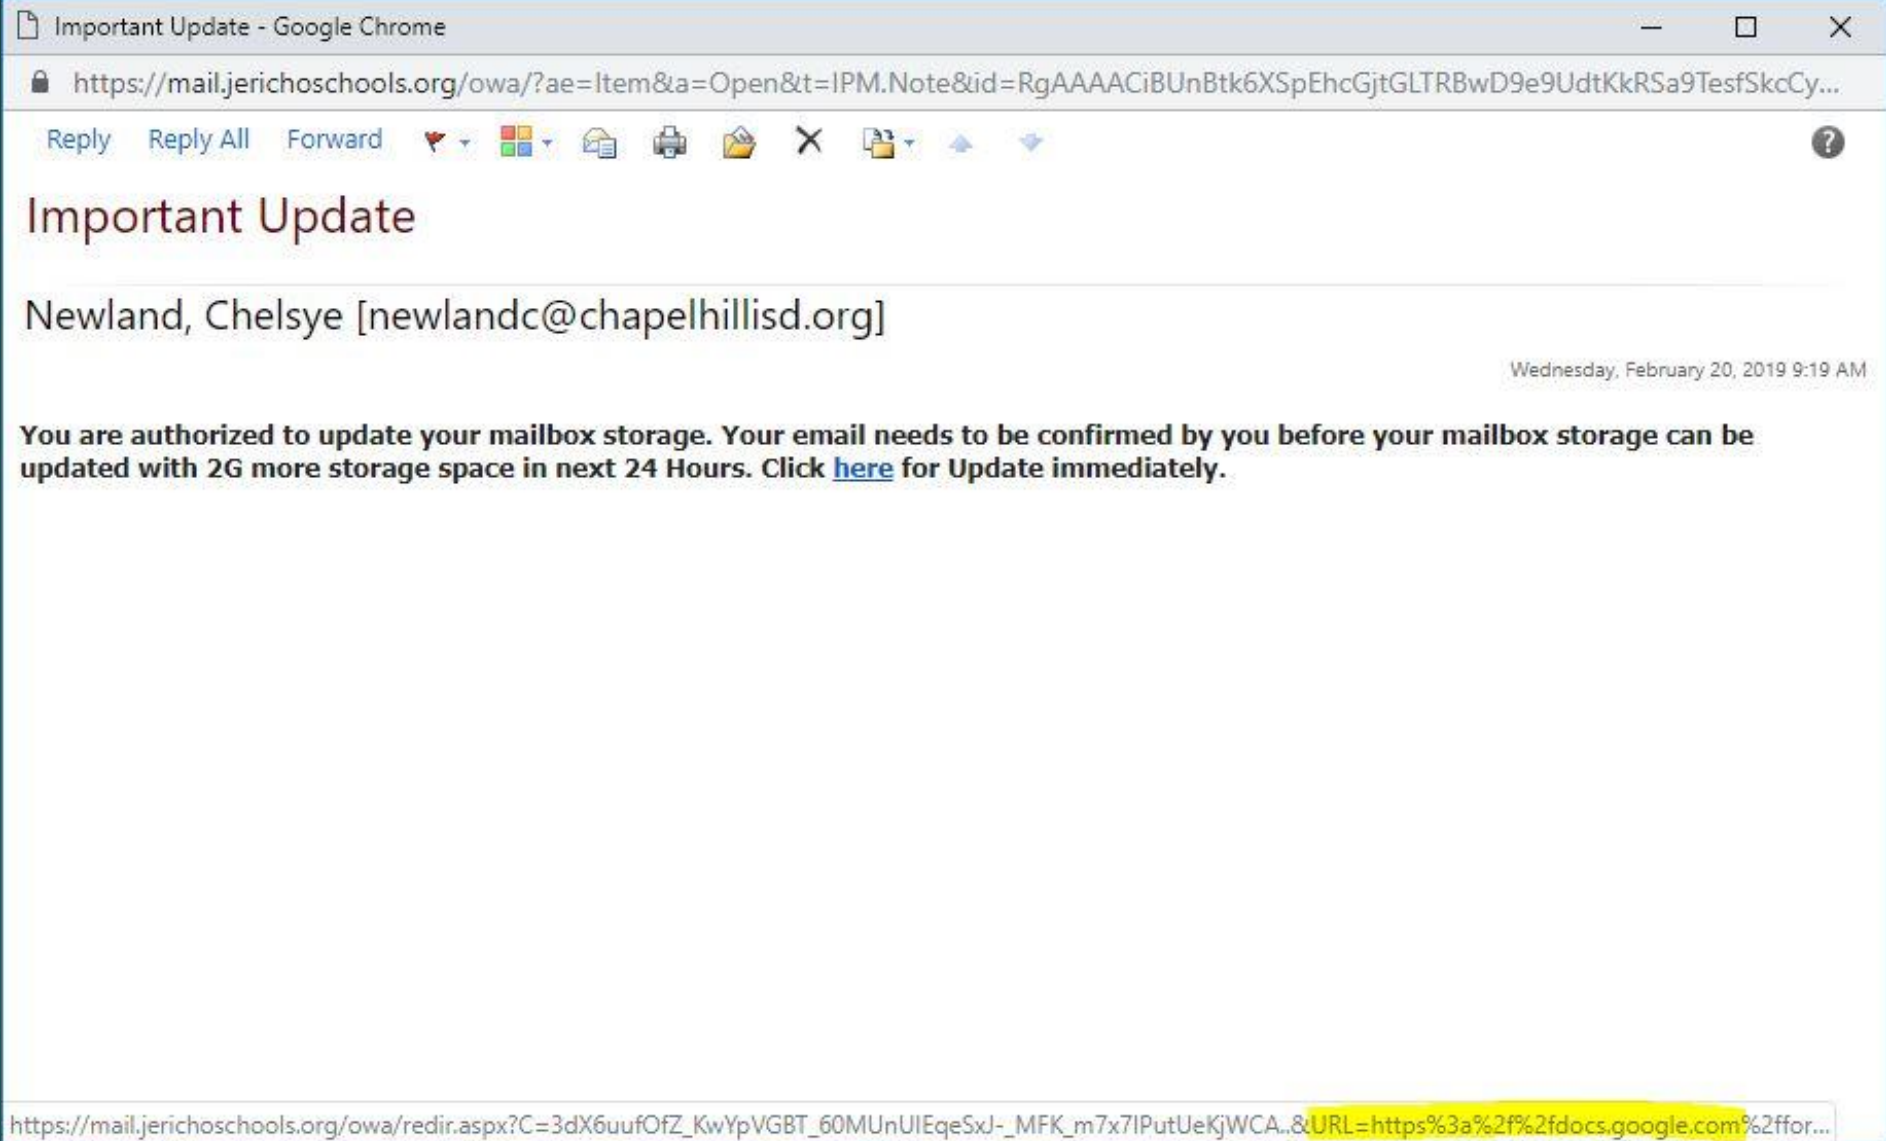 Important Update - Google Chrome
https://mail.jerichoschools.org/owa/?ae=Item&a=Open&t=IPM.Note&id=RgAAAACiBUnBtk6XSpEhcGjtGLTRBwD9e9UdtKkRSa9TesfSkcCy...
Reply Reply All Forward
Important Update
Newland, Chelsye [newlandc@chapelhillisd.org]
Wednesday, February 20, 2019 9:19 AM
You are authorized to update your mailbox storage. Your email needs to be confirmed by you before your mailbox storage can be
updated with 2G more storage space in next 24 Hours. Click here for Update immediately.
https://mail.jerichoschools.org/owa/redir.aspx?C=3dX6uufOfZ_KwYpVGBT_60MUnUIEqeSxJ-_MFK_m7x7lPutUeKjWCA..&URL=https%3a%2f%2fdocs.google.com%2ffor...